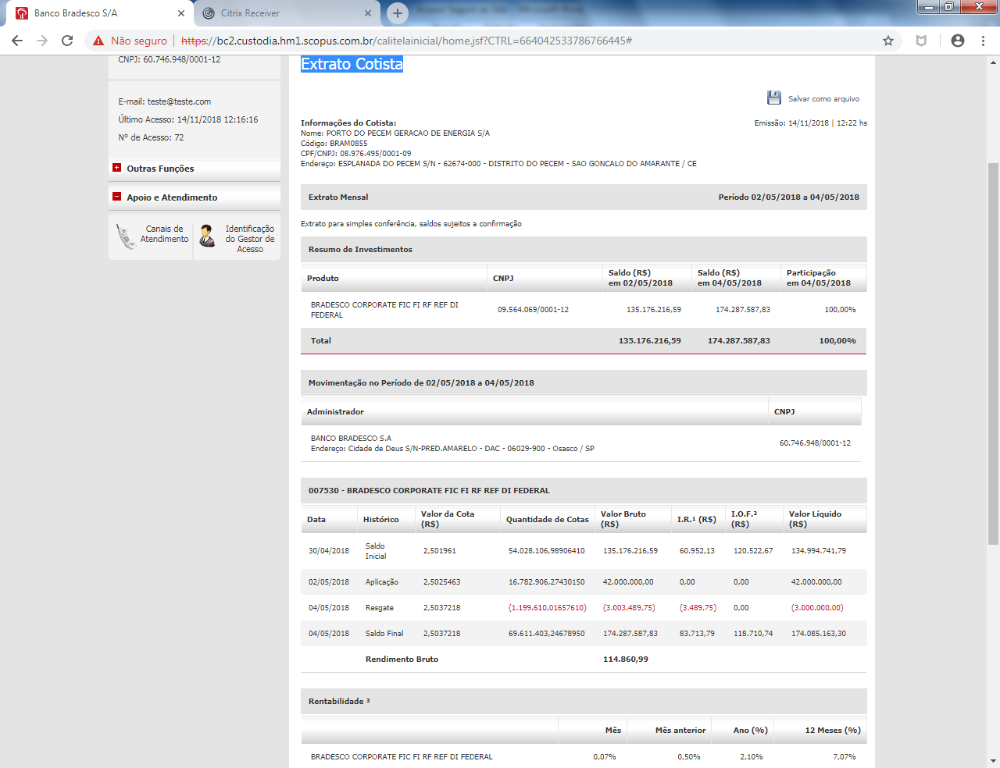 Banco Bradesco S/A
Citrix Receiver
Não seguro
https://bc2.custodia.hm1.scopus.com.br/calitelainicial/home.jsf?CTRL=664042533786766445#
CNPJ: 60.746.948/0001-12
E-mail: teste@teste.com
Último Acesso: 14/11/2018 12:16:16
Nº de Acesso: 72
Outras Funções
Apoio e Atendimento
Canais de Atendimento
Identificação do Gestor de Acesso
Extrato Cotista
Salvar como arquivo
Informações do Cotista:
Emissão: 14/11/2018 | 12:22 hs
Nome: PORTO DO PECEM GERACAO DE ENERGIA S/A
Código: BRAM0855
CPF/CNPJ: 08.976.495/0001-09
Endereço: ESPLANADA DO PECEM S/N - 62674-000 - DISTRITO DO PECEM - SAO GONCALO DO AMARANTE / CE
Extrato Mensal Período 02/05/2018 a 04/05/2018
Extrato para simples conferência, saldos sujeitos a confirmação
Resumo de Investimentos
Produto CNPJ Saldo (R$) em 02/05/2018 Saldo (R$) em 04/05/2018 Participação em 04/05/2018
BRADESCO CORPORATE FIC FI RF REF DI FEDERAL 09.564.069/0001-12 135.176.216,59 174.287.587,83 100,00%
Total 135.176.216,59 174.287.587,83 100,00%
Movimentação no Período de 02/05/2018 a 04/05/2018
Administrador CNPJ
BANCO BRADESCO S.A
Endereço: Cidade de Deus S/N-PRED.AMARELO - DAC - 06029-900 - Osasco / SP
60.746.948/0001-12
007530 - BRADESCO CORPORATE FIC FI RF REF DI FEDERAL
Data Histórico Valor da Cota (R$) Quantidade de Cotas Valor Bruto (R$) I.R.¹ (R$) I.O.F.² (R$) Valor Líquido (R$)
30/04/2018 Saldo Inicial 2,501961 54.028.106,98906410 135.176.216,59 60.952,13 120.522,67 134.994.741,79
02/05/2018 Aplicação 2,5025463 16.782.906,27430150 42.000.000,00 0,00 0,00 42.000.000,00
04/05/2018 Resgate 2,5037218 (1.199.610,01657610) (3.003.489,75) (3.489,75) 0,00 (3.000.000,00)
04/05/2018 Saldo Final 2,5037218 69.611.403,24678950 174.287.587,83 83.713,79 118.710,74 174.085.163,30
Rendimento Bruto 114.860,99
Rentabilidade ³
Mês Mês anterior Ano (%) 12 Meses (%)
BRADESCO CORPORATE FIC FI RF REF DI FEDERAL 0,07% 0,50% 2,10% 7,07%